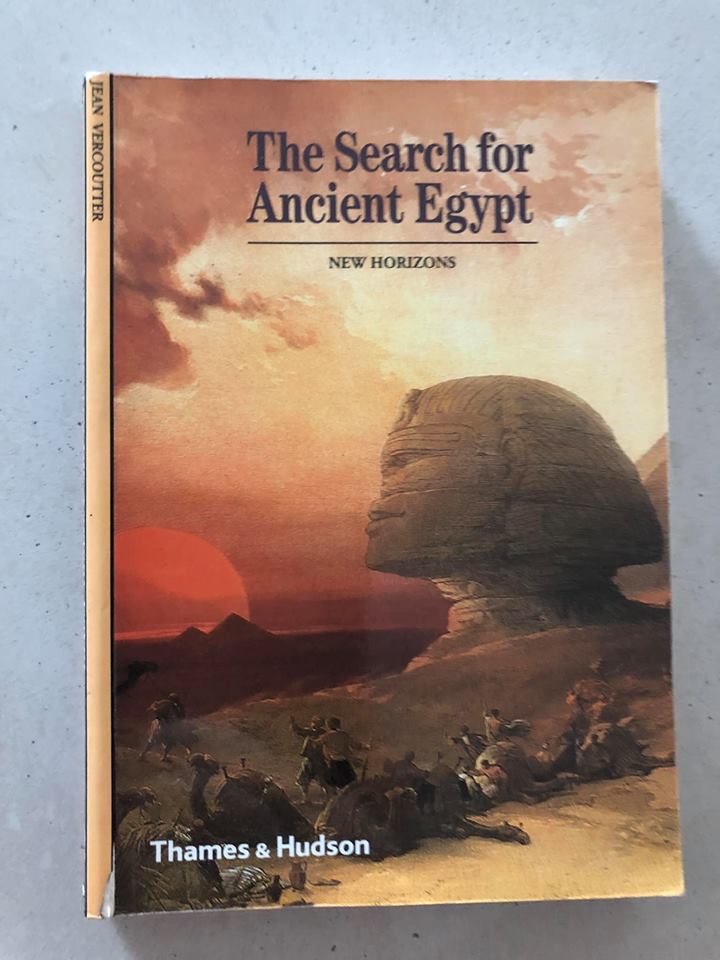 JEAN VERCOUTTER
The Search for
Ancient Egypt
NEW HORIZONS
Thames & Hudson